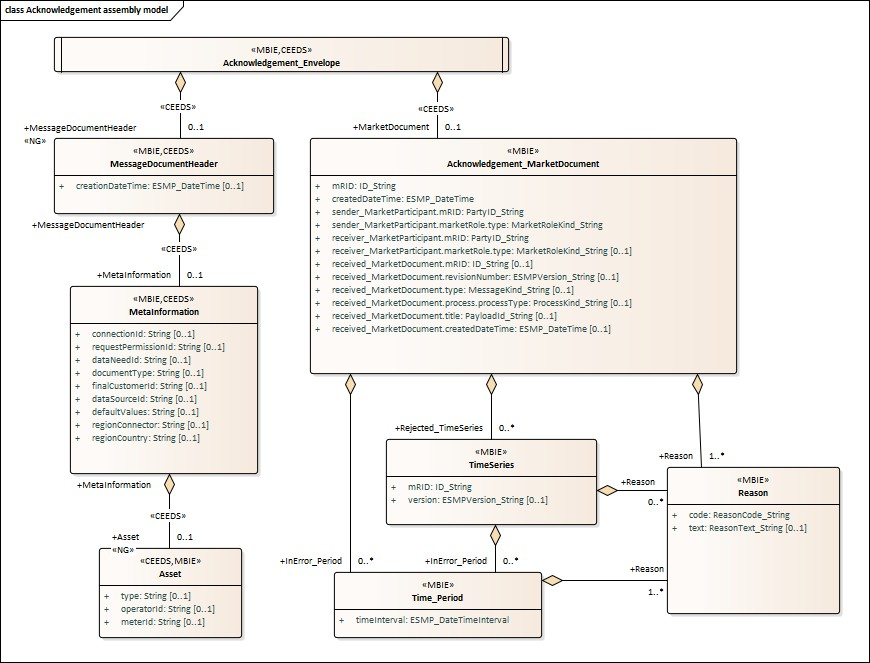 class Acknowledgement assembly model
«MBIE,CEEDS»
Acknowledgement_Envelope
«CEEDS»
+MessageDocumentHeader
0..1
«NG»
«CEEDS»
+MarketDocument
0..1
«MBIE,CEEDS»
MessageDocumentHeader
+ creationDateTime: ESMP_DateTime [0..1]
+MessageDocumentHeader
«CEEDS»
+MetaInformation
0..1
«MBIE,CEEDS»
MetaInformation
+ connectionId: String [0..1]
+ requestPermissionId: String [0..1]
+ dataNeedId: String [0..1]
+ documentType: String [0..1]
+ finalCustomerId: String [0..1]
+ dataSourceId: String [0..1]
+ defaultValues: String [0..1]
+ regionConnector: String [0..1]
+ regionCountry: String [0..1]
+MetaInformation
«CEEDS»
+Asset
0..1
«NG»
«CEEDS,MBIE»
Asset
+ type: String [0..1]
+ operatorId: String [0..1]
+ meterId: String [0..1]
«MBIE»
Acknowledgement_MarketDocument
+ mRID: ID_String
+ createdDateTime: ESMP_DateTime
+ sender_MarketParticipant.mRID: PartyID_String
+ sender_MarketParticipant.marketRole.type: MarketRoleKind_String
+ receiver_MarketParticipant.mRID: PartyID_String
+ receiver_MarketParticipant.marketRole.type: MarketRoleKind_String [0..1]
+ received_MarketDocument.mRID: ID_String [0..1]
+ received_MarketDocument.revisionNumber: ESMPVersion_String [0..1]
+ received_MarketDocument.type: MessageKind_String [0..1]
+ received_MarketDocument.process.processType: ProcessKind_String [0..1]
+ received_MarketDocument.title: PayloadId_String [0..1]
+ received_MarketDocument.createdDateTime: ESMP_DateTime [0..1]
+Rejected_TimeSeries
0..*
+Reason
1..*
«MBIE»
TimeSeries
+ mRID: ID_String
+ version: ESMPVersion_String [0..1]
+Reason
0..*
«MBIE»
Reason
+ code: ReasonCode_String
+ text: ReasonText_String [0..1]
+InError_Period
0..*
+InError_Period
0..*
+Reason
1..*
«MBIE»
Time_Period
+ timeInterval: ESMP_DateTimeInterval